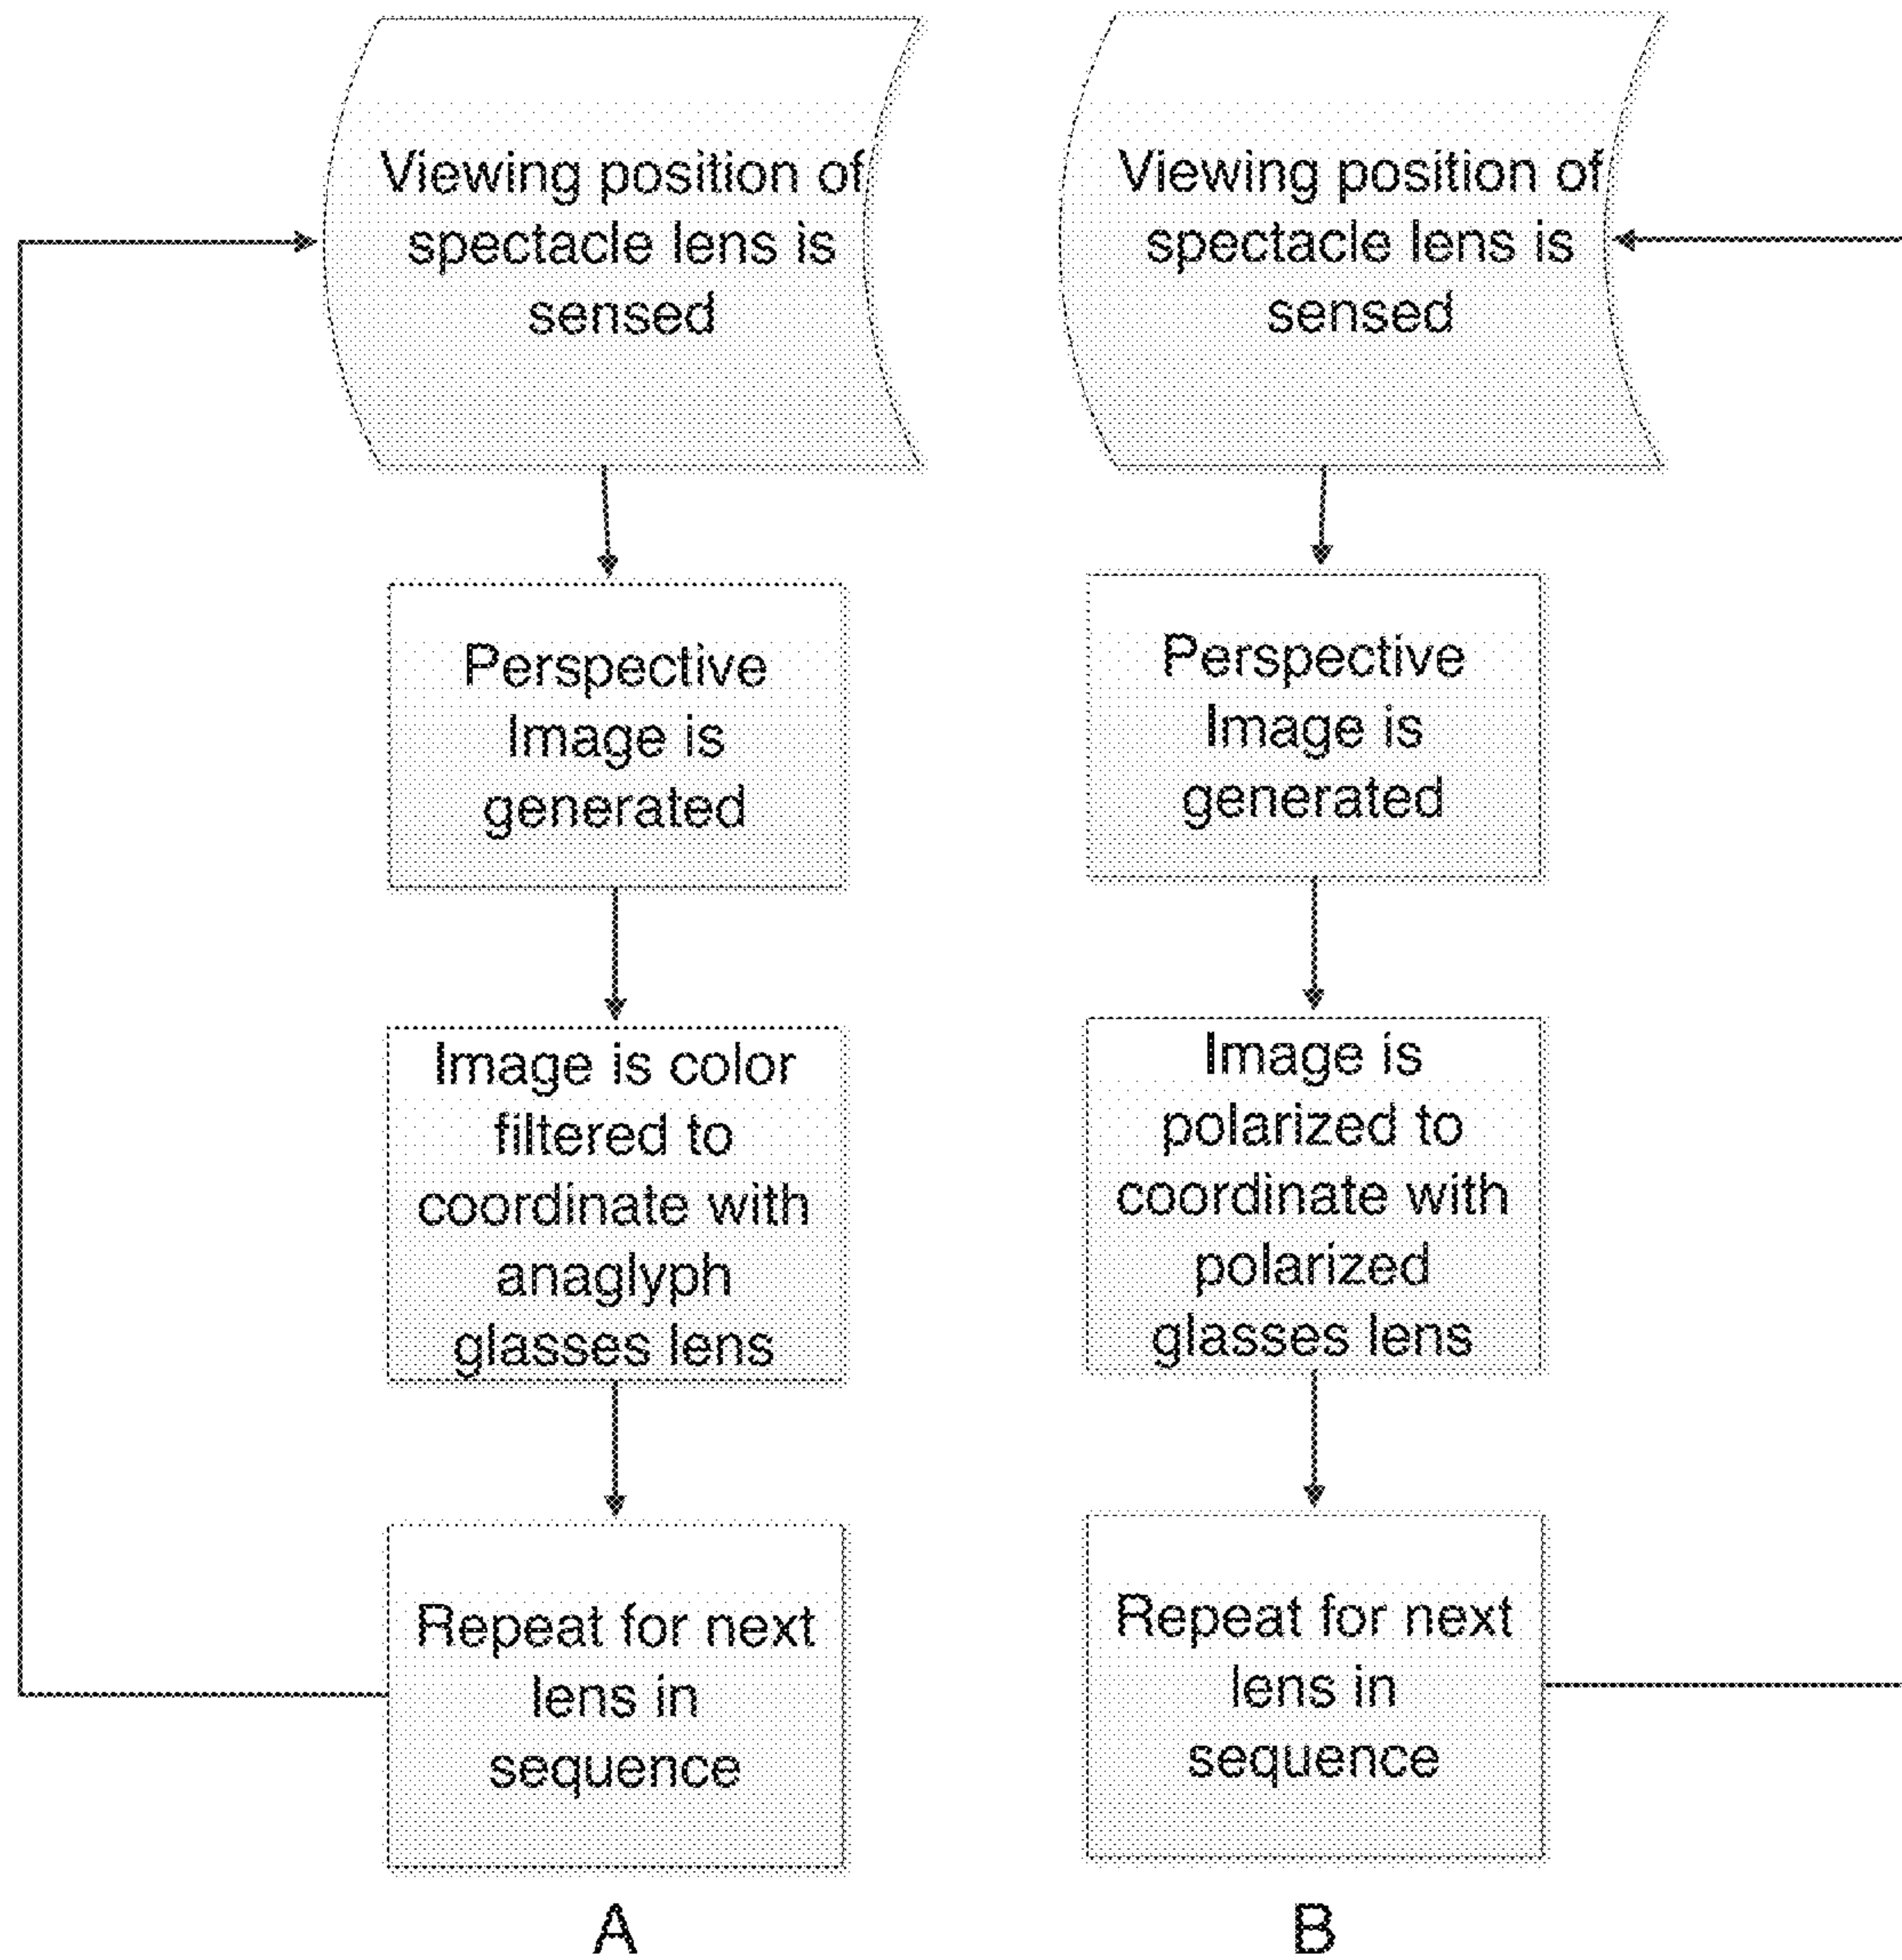 Viewing position of
spectacle lens is
sensed
Perspective
Image is
generated
Image is color
filtered to
coordinate with
anaglyph
glasses lens
Repeat for next
lens in
sequence
A
Viewing position of
spectacle lens is
sensed
Perspective
Image is
generated
Image is
polarized to
coordinate with
polarized
glasses lens
Repeat for next
lens in
sequence
B